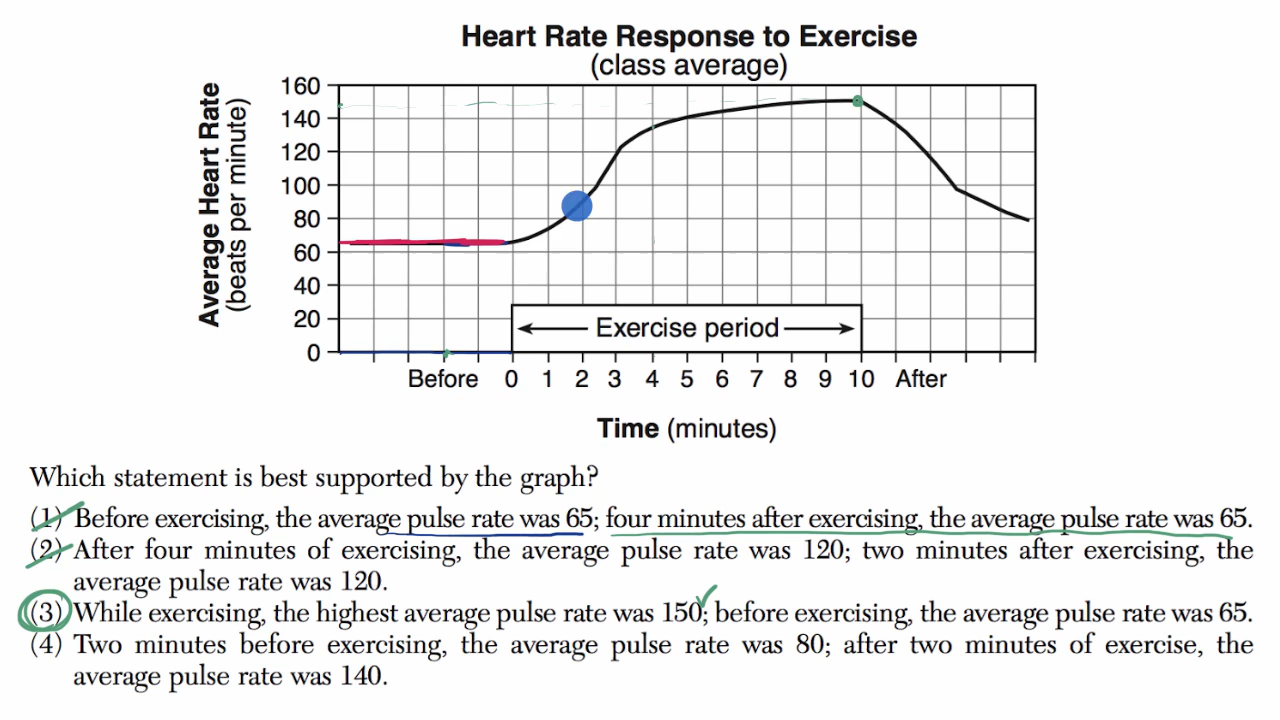 Heart Rate Response to Exercise
(class average)
Average Heart Rate
(beats per minute)
160
140
120
100
80
60
40
20
0
Exercise period
Before 0 1 2 3 4 5 6 7 8 9 10 After
Time (minutes)
Which statement is best supported by the graph?
(1) Before exercising, the average pulse rate was 65; four minutes after exercising, the average pulse rate was 65.
(2) After four minutes of exercising, the average pulse rate was 120; two minutes after exercising, the
average pulse rate was 120.
(3) While exercising, the highest average pulse rate was 150; before exercising, the average pulse rate was 65.
(4) Two minutes before exercising, the average pulse rate was 80; after two minutes of exercise, the
average pulse rate was 140.